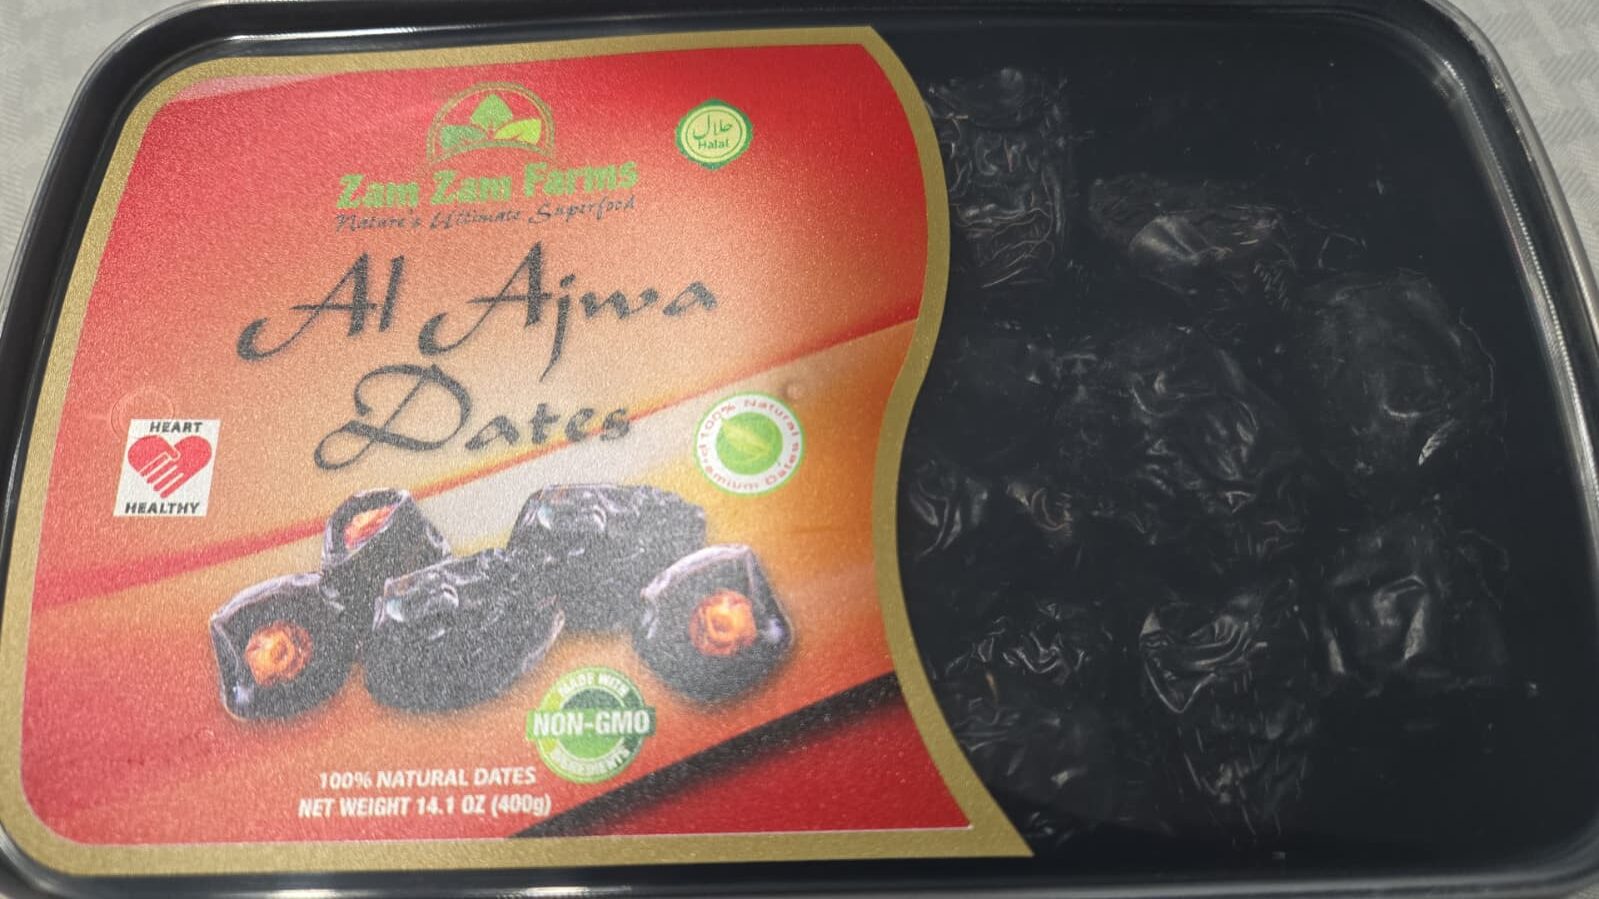 Zam Zam Farms
Nature's Ultimate Superfood
حلال
Halal
Al Ajwa
Dates
HEART
HEALTHY
100% Natural
Premium Dates
MADE WITH
NON-GMO
INGREDIENTS
100% NATURAL DATES
NET WEIGHT 14.1 OZ (400g)